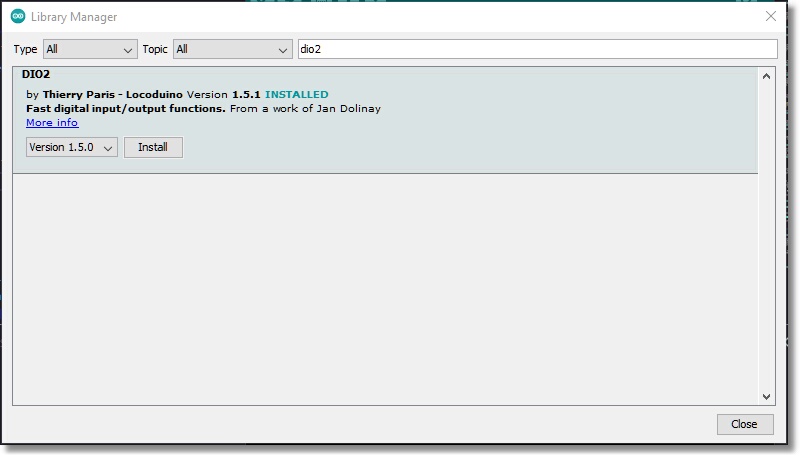 Library Manager
Type All Topic All dio2
DIO2
by Thierry Paris - Locoduino Version 1.5.1 INSTALLED
Fast digital input/output functions. From a work of Jan Dolinay
More info
Version 1.5.0 Install
Close